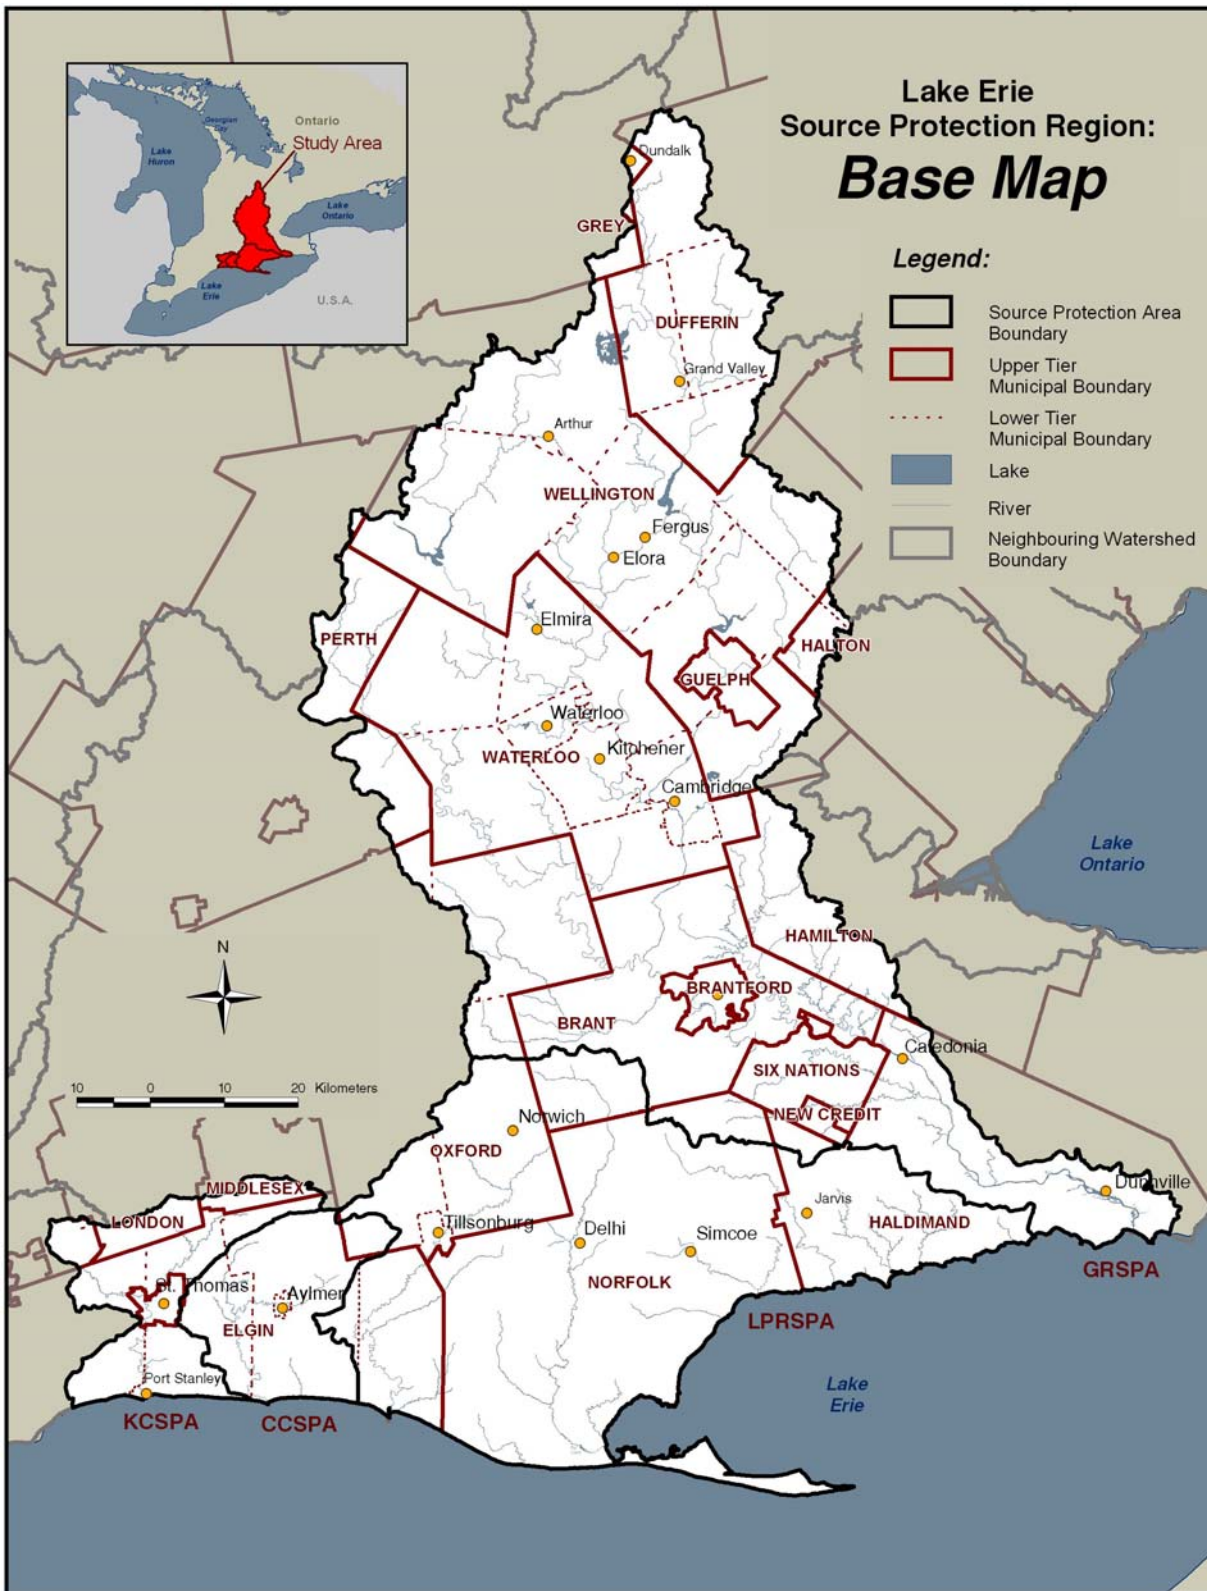 Lake Erie
Source Protection Region:
Base Map
Legend:
Source Protection Area
Boundary
Upper Tier
Municipal Boundary
Lower Tier
Municipal Boundary
Lake
River
Neighbouring Watershed
Boundary
Georgian
Bay
Ontario
Study Area
Lake
Huron
Lake
Ontario
Lake
Erie
U.S.A.
Dundalk
GREY
DUFFERIN
Grand Valley
Arthur
WELLINGTON
Fergus
Elora
Elmira
PERTH
HALTON
GUELPH
Waterloo
WATERLOO
Kitchener
Cambridge
Lake
Ontario
HAMILTON
N
BRANTFORD
BRANT
Caledonia
SIX NATIONS
10 0 10 20 Kilometers
NEW CREDIT
Norwich
OXFORD
MIDDLESEX
Dunnville
LONDON
Tillsonburg
Delhi
Simcoe
Jarvis
HALDIMAND
GRSPA
St. Thomas
Aylmer
NORFOLK
ELGIN
LPRSPA
Port Stanley
Lake
Erie
KCSPA
CCSPA